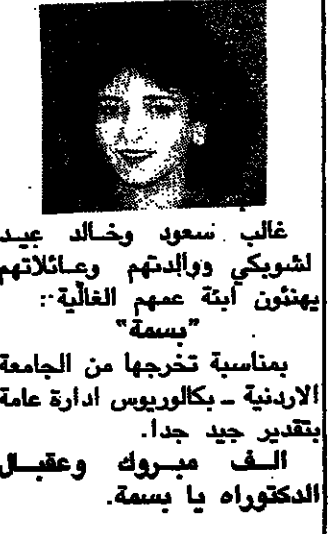 غالب سعود وخالد عبيد
لشويكي ووالدتهم وعائلاتهم
يهنئون ابنة عمهم الغالية :
"بسمة"
بمناسبة تخرجها من الجامعة
الاردنية ـ بكالوريوس ادارة عامة
بتقدير جيد جدا.
الف مبروك وعقبال
الدكتوراه يا بسمة.